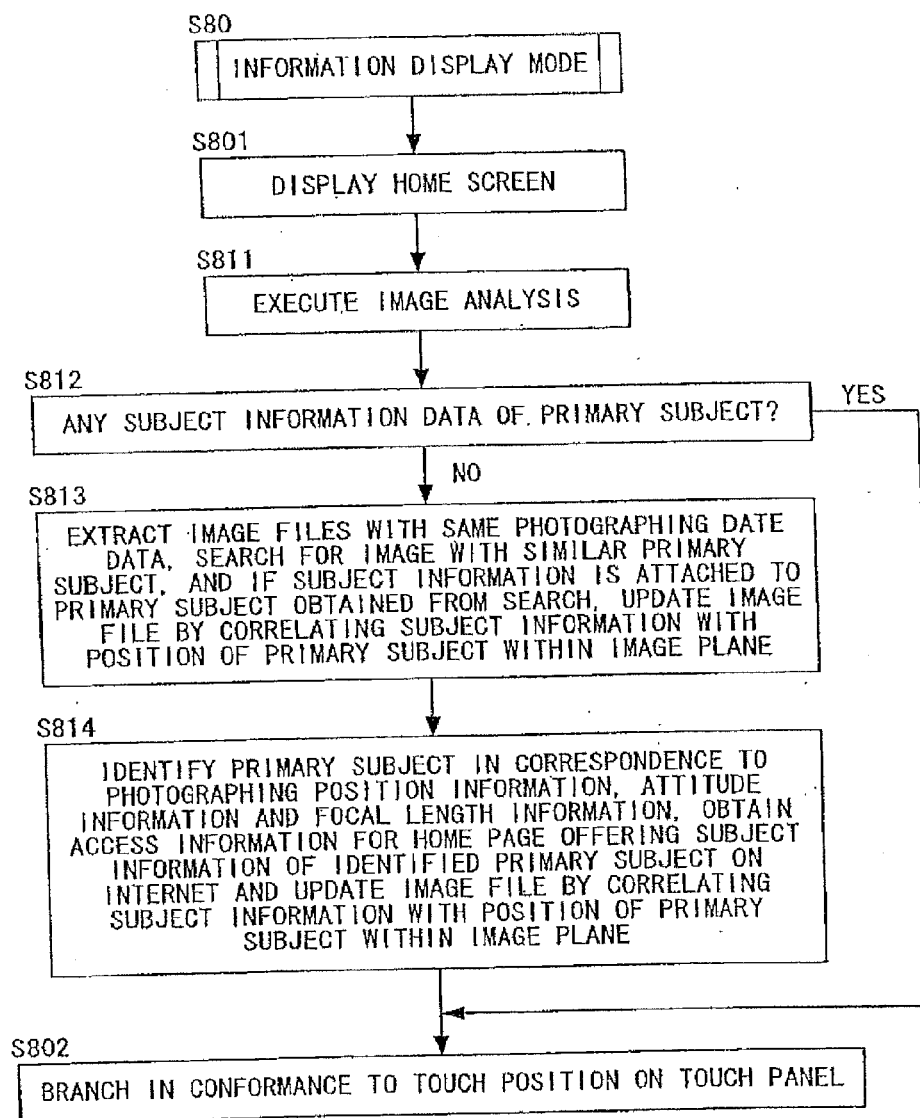 S80
INFORMATION DISPLAY MODE
S801
DISPLAY HOME SCREEN
S811
EXECUTE IMAGE ANALYSIS
S812
ANY SUBJECT INFORMATION DATA OF PRIMARY SUBJECT?
YES
NO
S813
EXTRACT IMAGE FILES WITH SAME PHOTOGRAPHING DATE
DATA, SEARCH FOR IMAGE WITH SIMILAR PRIMARY
SUBJECT, AND IF SUBJECT INFORMATION IS ATTACHED TO
PRIMARY SUBJECT OBTAINED FROM SEARCH, UPDATE IMAGE
FILE BY CORRELATING SUBJECT INFORMATION WITH
POSITION OF PRIMARY SUBJECT WITHIN IMAGE PLANE
S814
IDENTIFY PRIMARY SUBJECT IN CORRESPONDENCE TO
PHOTOGRAPHING POSITION INFORMATION, ATTITUDE
INFORMATION AND FOCAL LENGTH INFORMATION, OBTAIN
ACCESS INFORMATION FOR HOME PAGE OFFERING SUBJECT
INFORMATION OF IDENTIFIED PRIMARY SUBJECT ON
INTERNET AND UPDATE IMAGE FILE BY CORRELATING
SUBJECT INFORMATION WITH POSITION OF PRIMARY
SUBJECT WITHIN IMAGE PLANE
S802
BRANCH IN CONFORMANCE TO TOUCH POSITION ON TOUCH PANEL